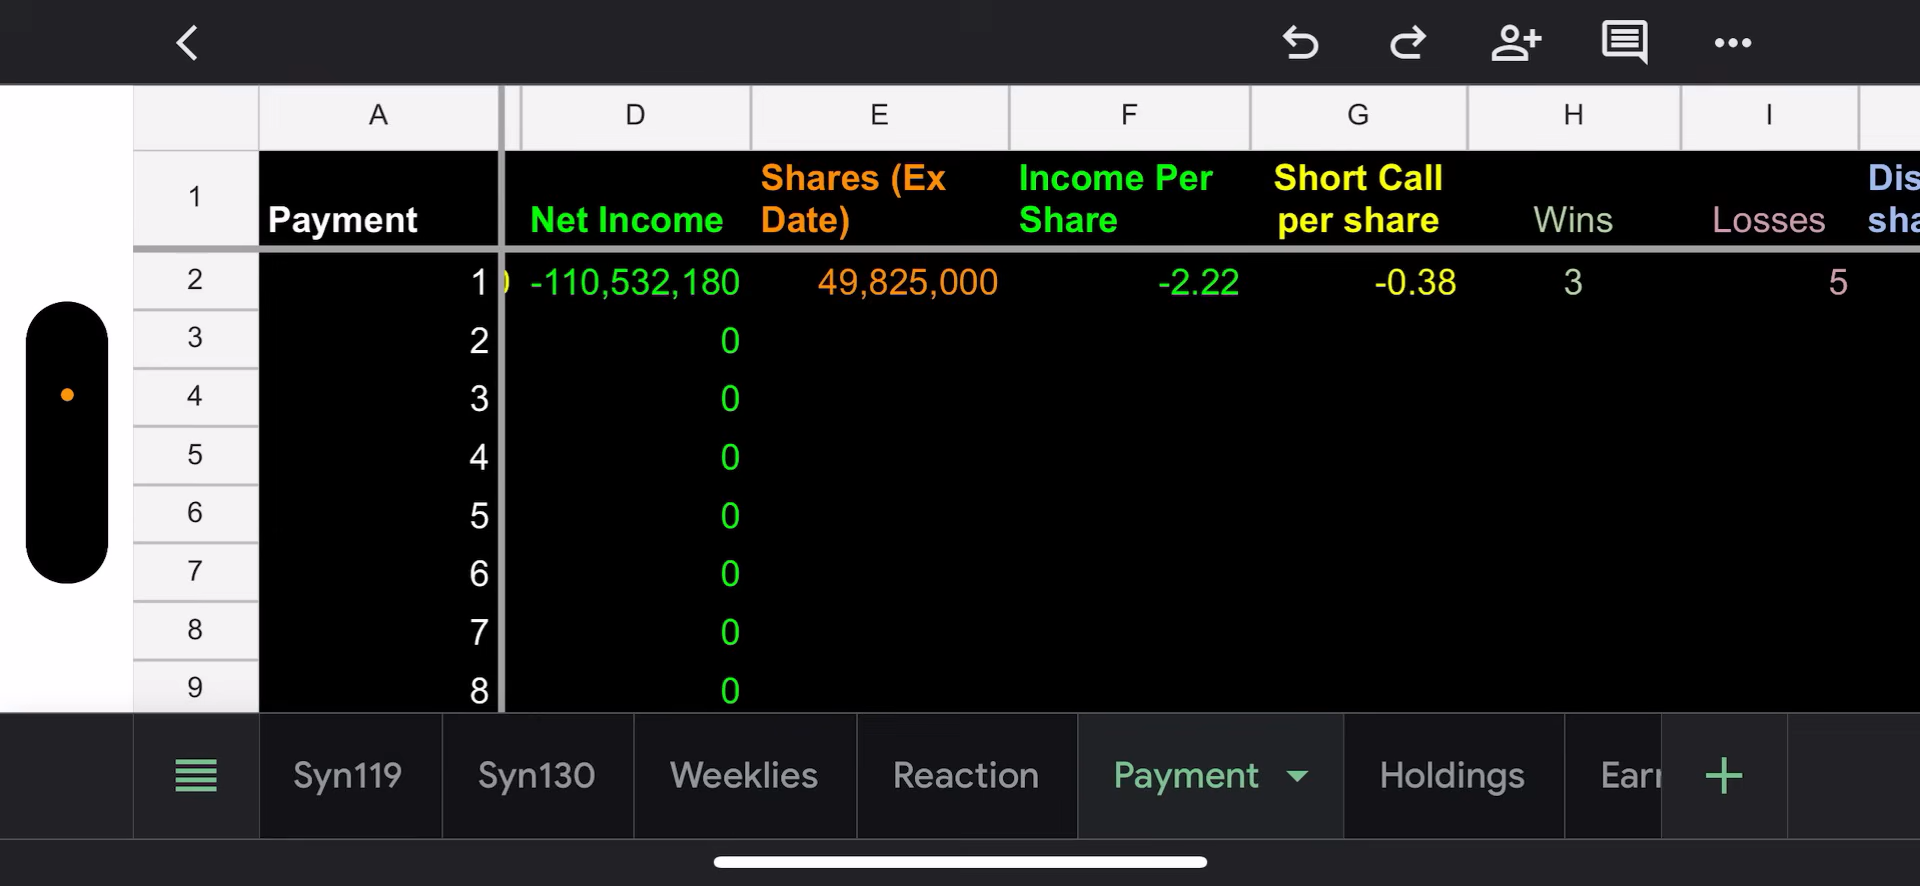 A D E F G H I
1 Payment Net Income Shares (Ex Date) Income Per Share Short Call per share Wins Losses
2 1 -110,532,180 49,825,000 -2.22 -0.38 3 5
3 2 0
4 3 0
5 4 0
6 5 0
7 6 0
8 7 0
9 8 0
Syn119 Syn130 Weeklies Reaction Payment Holdings